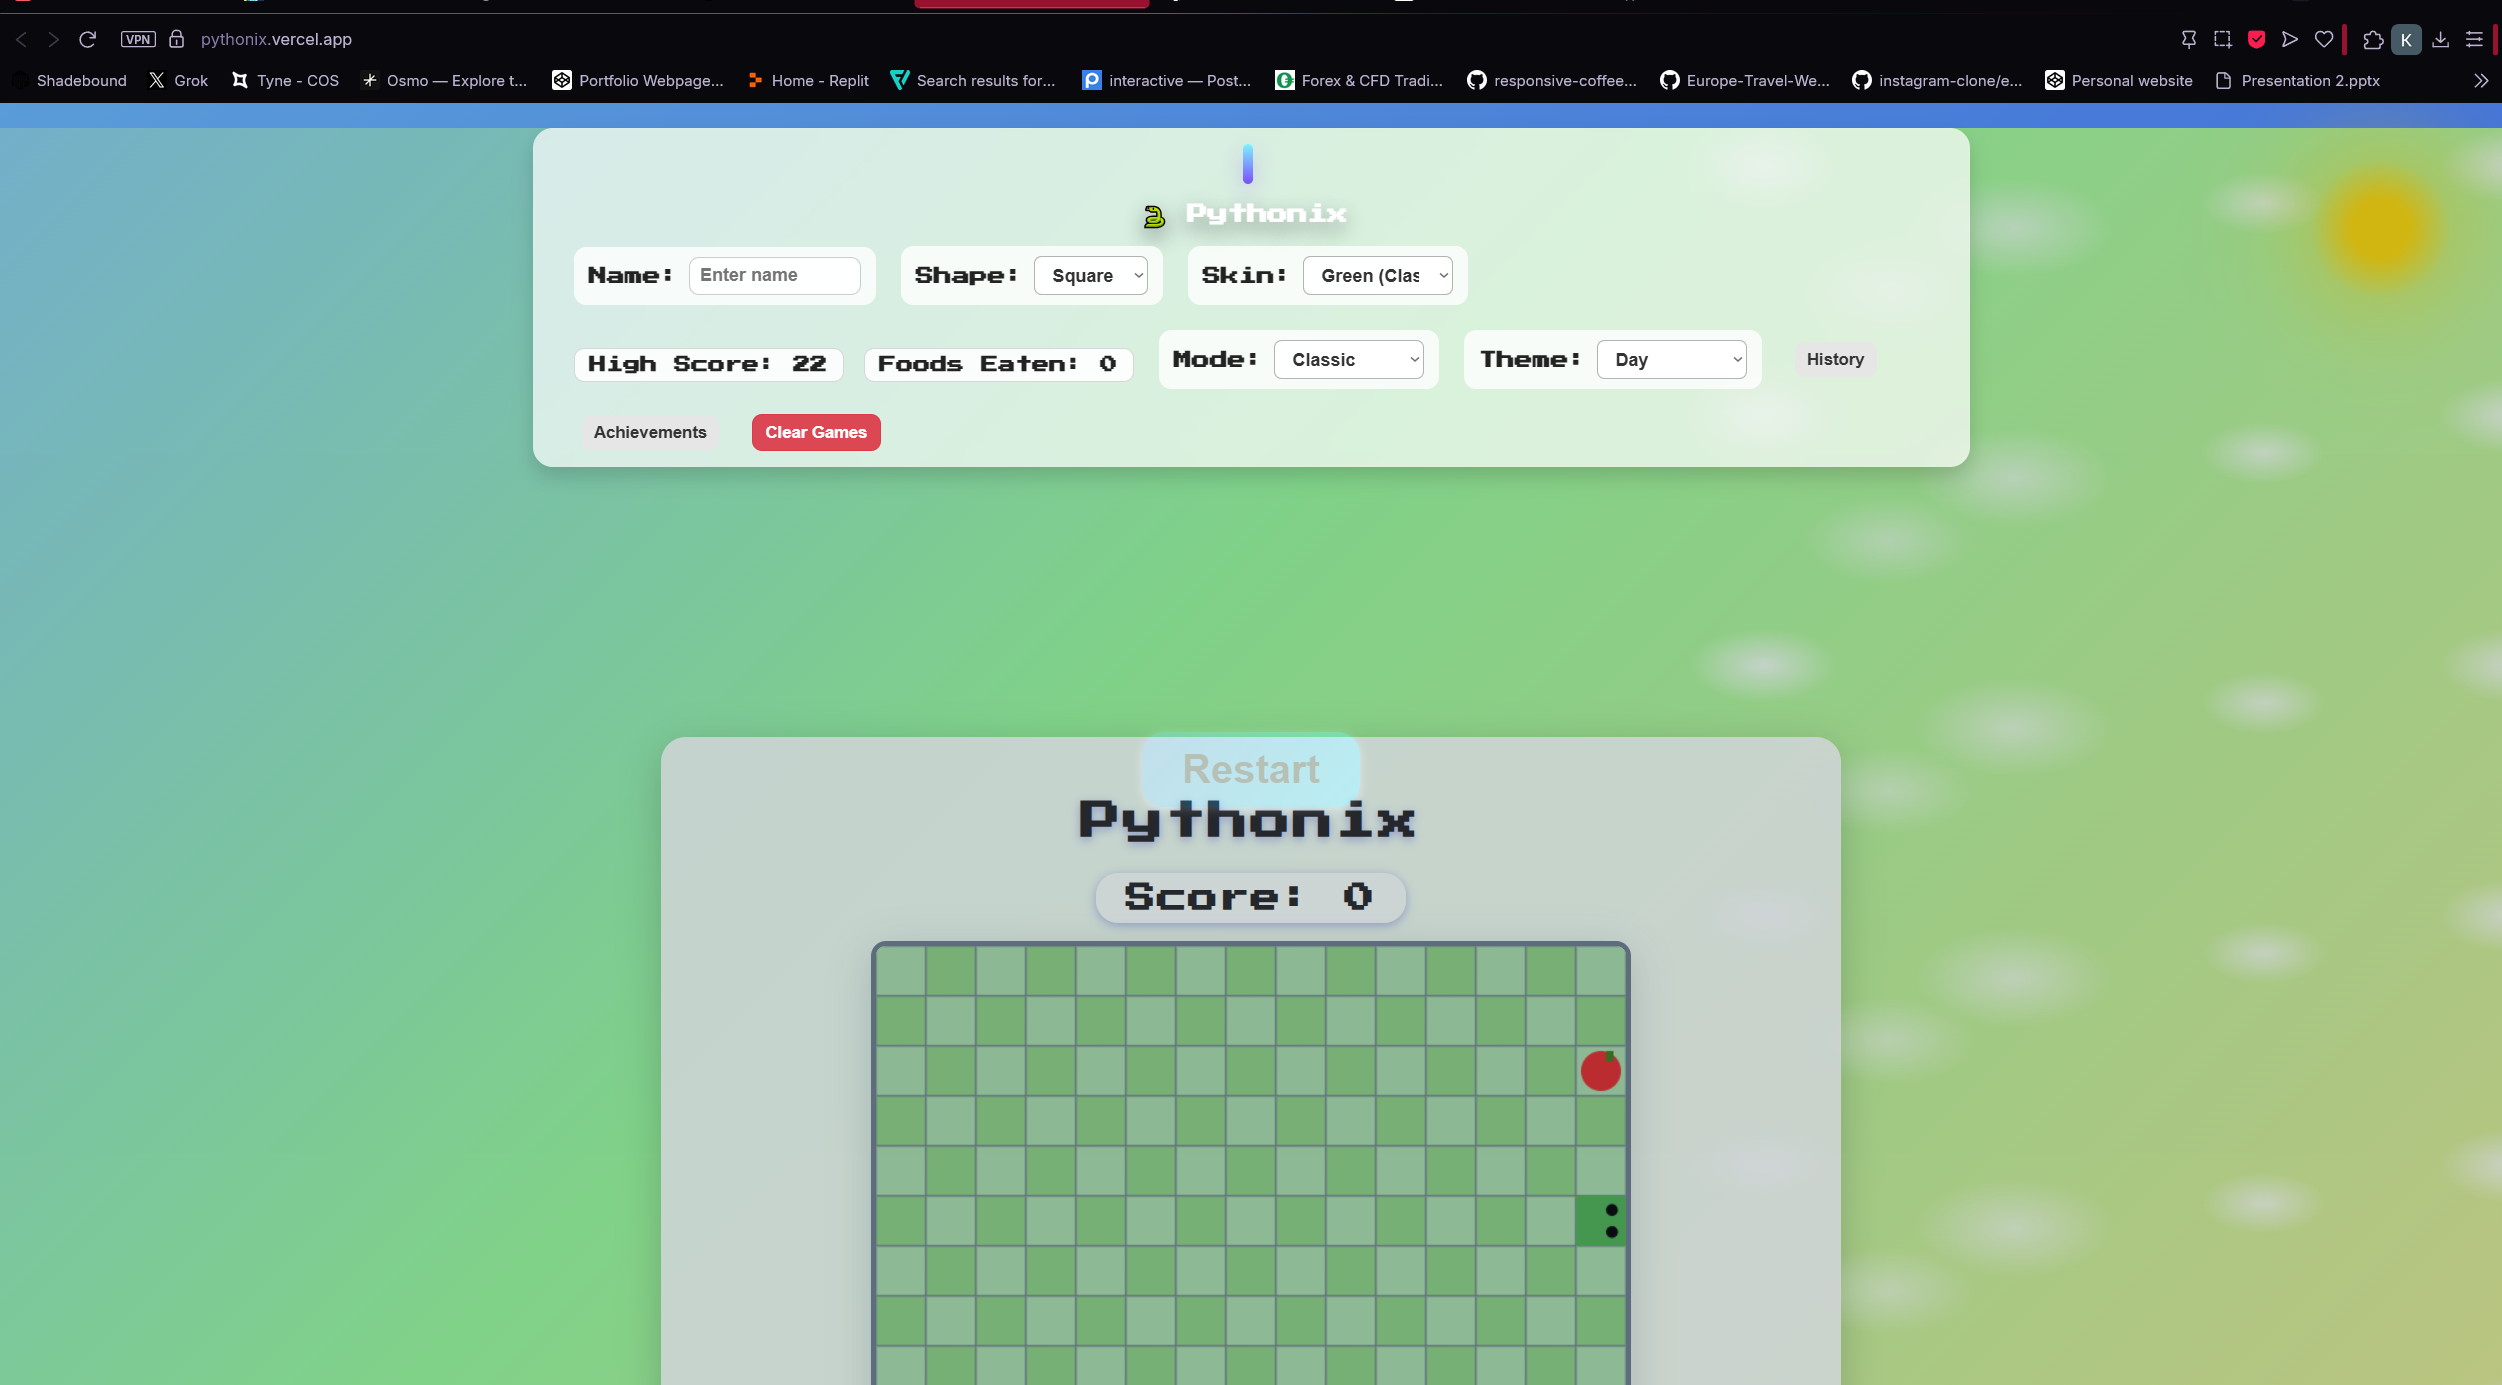 VPN pythonix.vercel.app K
Shadebound Grok Tyne - COS Osmo — Explore t... Portfolio Webpage... Home - Replit Search results for... interactive — Post... Forex & CFD Tradi... responsive-coffee... Europe-Travel-We... instagram-clone/e... Personal website Presentation 2.pptx
Pythonix
Name: Enter name Shape: Square Skin: Green (Clas
High Score: 22 Foods Eaten: 0 Mode: Classic Theme: Day History
Achievements Clear Games
Restart
Pythonix
Score: 0